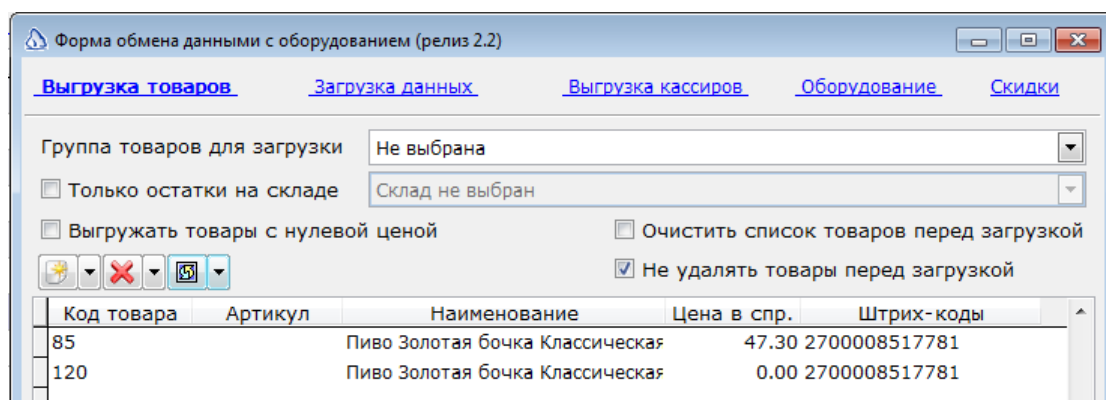 Форма обмена данными с оборудованием (релиз 2.2)
Выгрузка товаров Загрузка данных Выгрузка кассиров Оборудование Скидки
Группа товаров для загрузки Не выбрана
Только остатки на складе Склад не выбран
Выгружать товары с нулевой ценой Очистить список товаров перед загрузкой
Не удалять товары перед загрузкой
Код товара Артикул Наименование Цена в спр. Штрих-коды
85 Пиво Золотая бочка Классическая 47.30 2700008517781
120 Пиво Золотая бочка Классическая 0.00 2700008517781